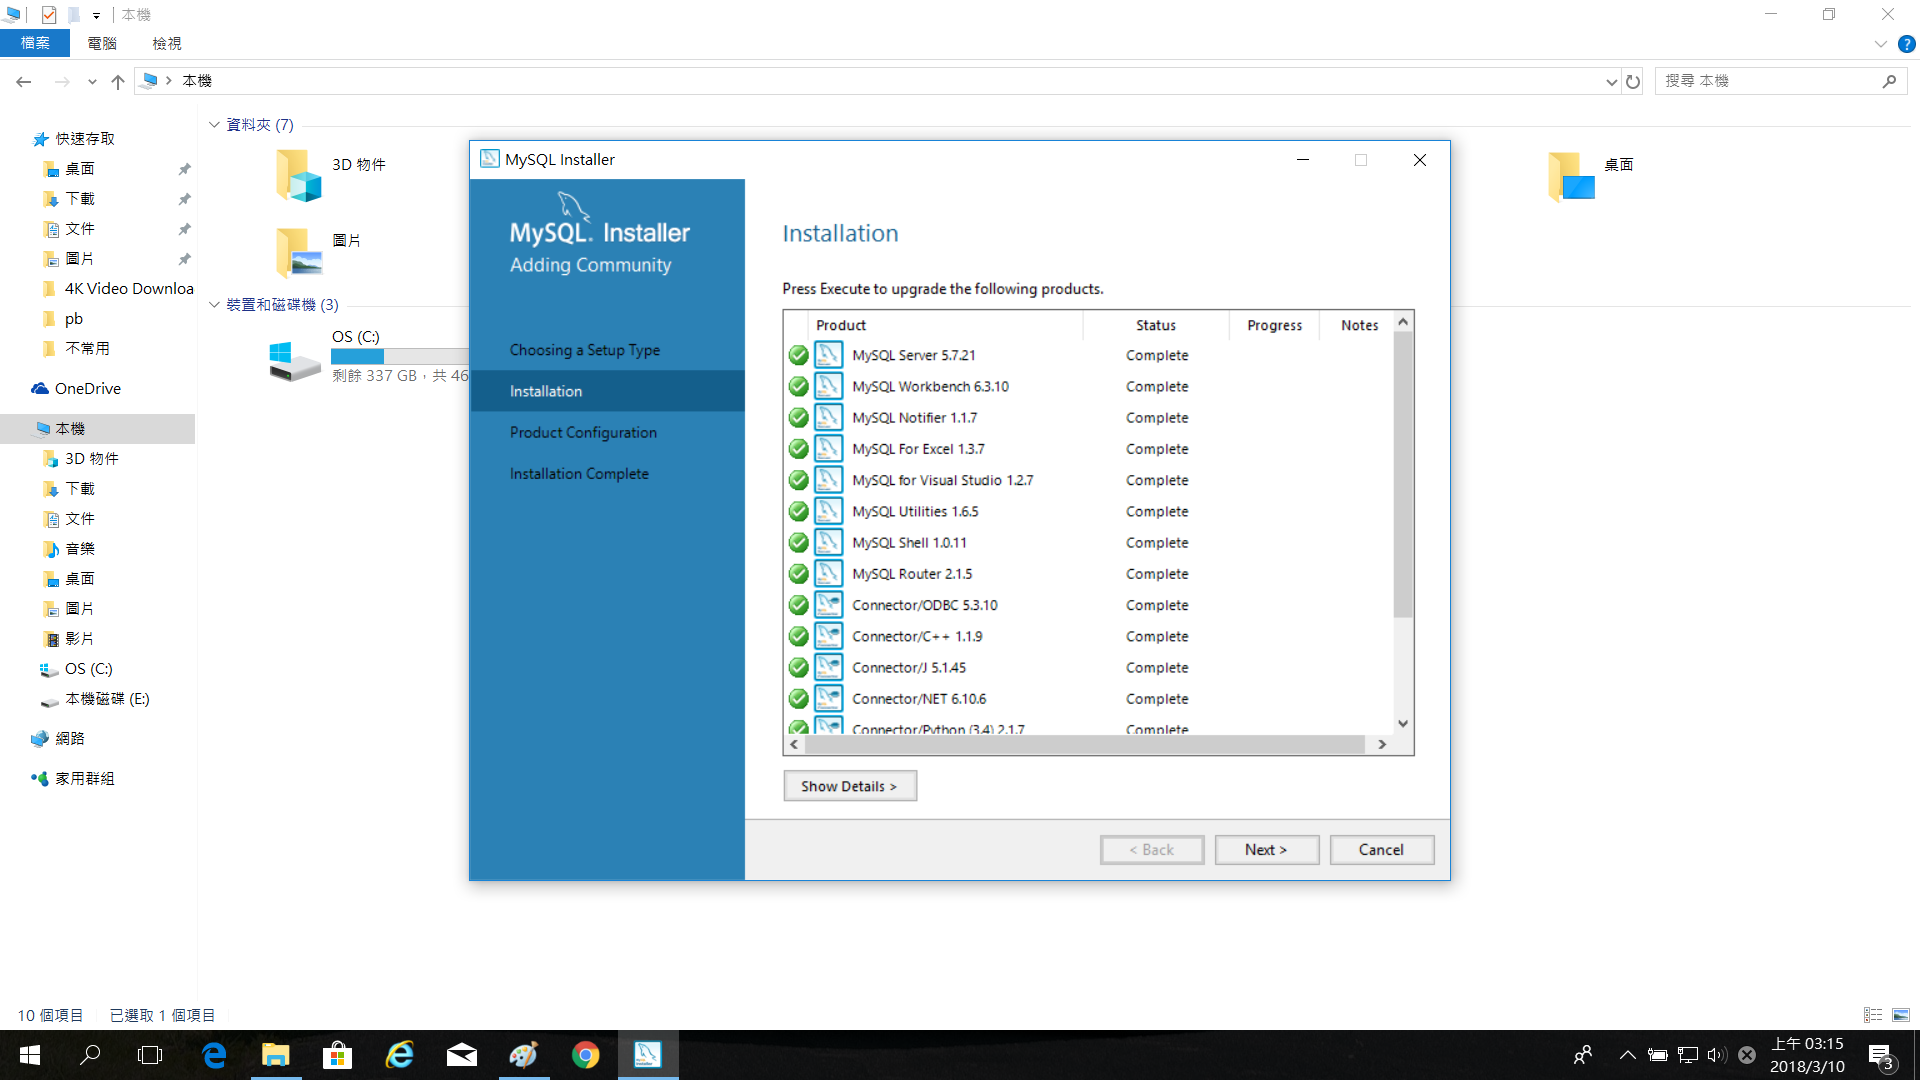 本機
檔案
電腦
檢視
本機
搜尋 本機
快速存取
桌面
下載
文件
圖片
4K Video Downloa
pb
不常用
OneDrive
本機
3D 物件
下載
文件
音樂
桌面
圖片
影片
OS (C:)
本機磁碟 (E:)
網路
家用群組
資料夾 (7)
3D 物件
圖片
桌面
裝置和磁碟機 (3)
OS (C:)
剩餘 337 GB，共 46
MySQL Installer
MySQL. Installer
Adding Community
Choosing a Setup Type
Installation
Product Configuration
Installation Complete
Installation
Press Execute to upgrade the following products.
Product Status Progress Notes
MySQL Server 5.7.21 Complete
MySQL Workbench 6.3.10 Complete
MySQL Notifier 1.1.7 Complete
MySQL For Excel 1.3.7 Complete
MySQL for Visual Studio 1.2.7 Complete
MySQL Utilities 1.6.5 Complete
MySQL Shell 1.0.11 Complete
MySQL Router 2.1.5 Complete
Connector/ODBC 5.3.10 Complete
Connector/C++ 1.1.9 Complete
Connector/J 5.1.45 Complete
Connector/NET 6.10.6 Complete
Connector/Python (3.4) 2.1.7 Complete
Show Details >
< Back
Next >
Cancel
10 個項目
已選取 1 個項目
上午 03:15
2018/3/10
3